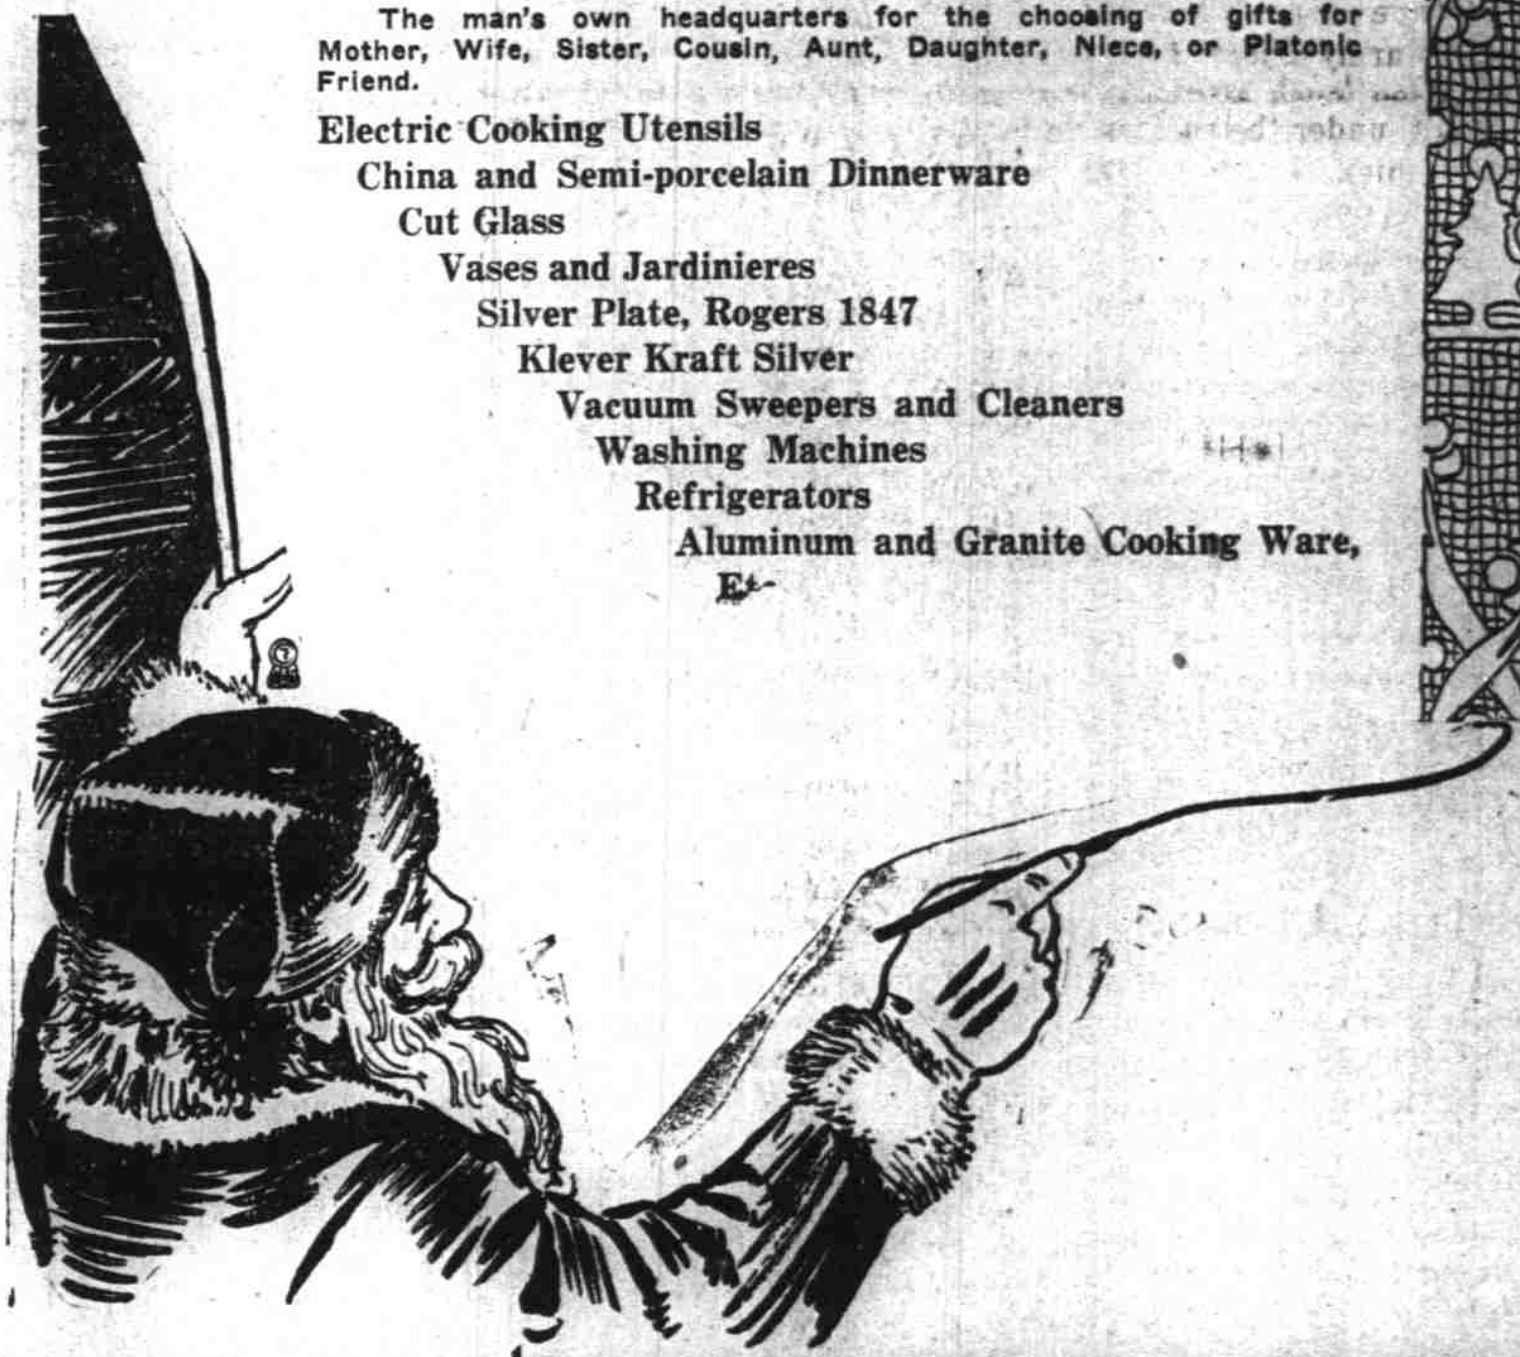 The man's own headquarters for the choosing of gifts for
Mother, Wife, Sister, Cousin, Aunt, Daughter, Niece, or Platonic
Friend.
Electric Cooking Utensils
China and Semi-porcelain Dinnerware
Cut Glass
Vases and Jardinieres
Silver Plate, Rogers 1847
Klever Kraft Silver
Vacuum Sweepers and Cleaners
Washing Machines
Refrigerators
Aluminum and Granite Cooking Ware,